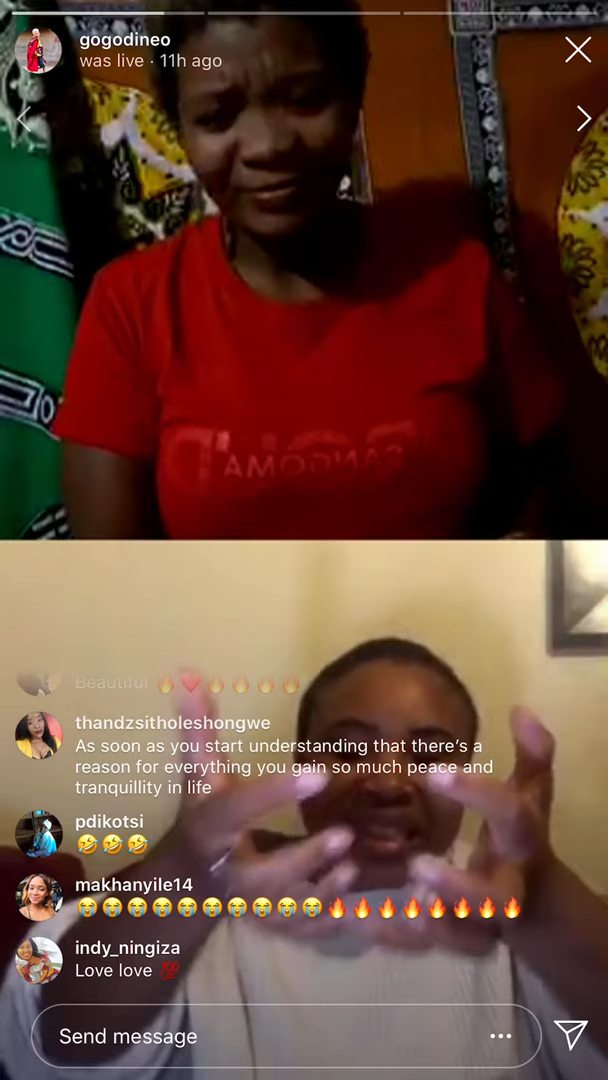 gogodineo
was live · 11h ago
SANGOMA
Beautiful 🔥❤️🔥🔥🔥🔥
thandzsitholeshongwe
As soon as you start understanding that there's a
reason for everything you gain so much peace and
tranquillity in life
pdikotsi
🤣🤣🤣
makhanyile14
😭😭😭😭😭😭😭😭😭😭🔥🔥🔥🔥🔥🔥🔥🔥
indy_ningiza
Love love 💯
Send message